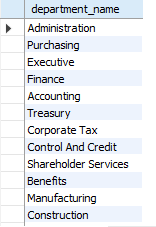 department_name
Administration
Purchasing
Executive
Finance
Accounting
Treasury
Corporate Tax
Control And Credit
Shareholder Services
Benefits
Manufacturing
Construction